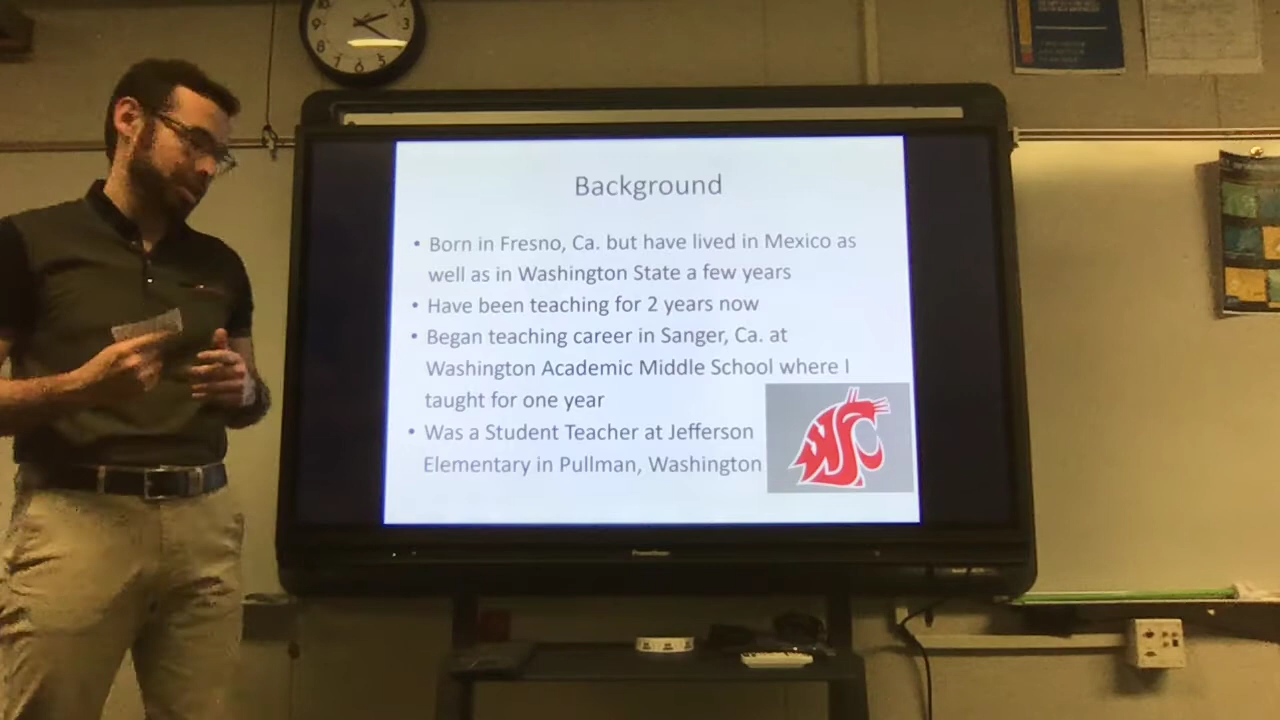 Background
• Born in Fresno, Ca. but have lived in Mexico as
well as in Washington State a few years
• Have been teaching for 2 years now
• Began teaching career in Sanger, Ca. at
Washington Academic Middle School where I
taught for one year
• Was a Student Teacher at Jefferson
Elementary in Pullman, Washington
WSC
Promethean